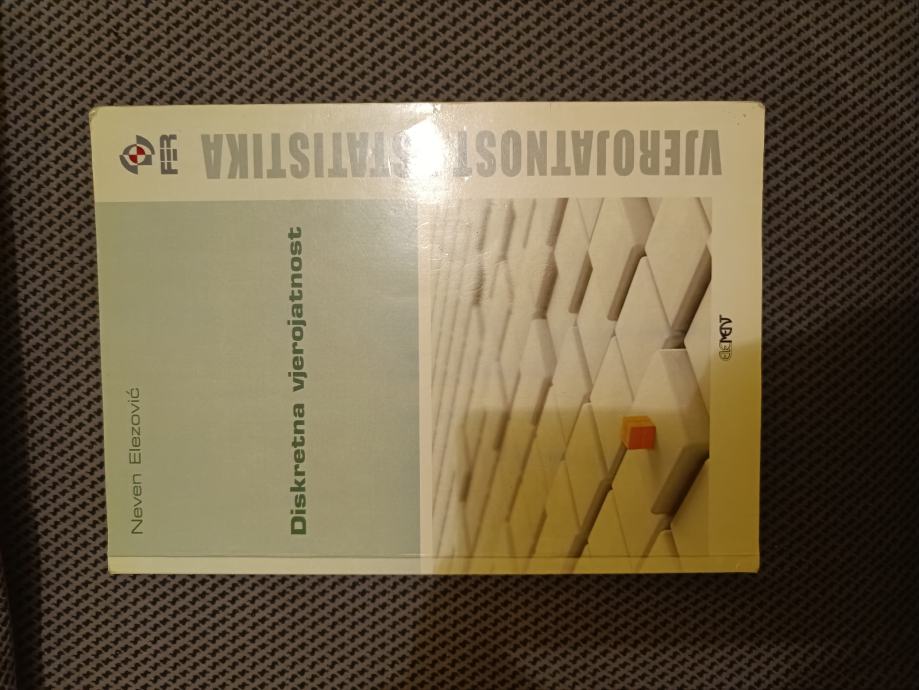 Neven Elezović
FER
Diskretna vjerojatnost
VJEROJATNOST I STATISTIKA
ELEMENT